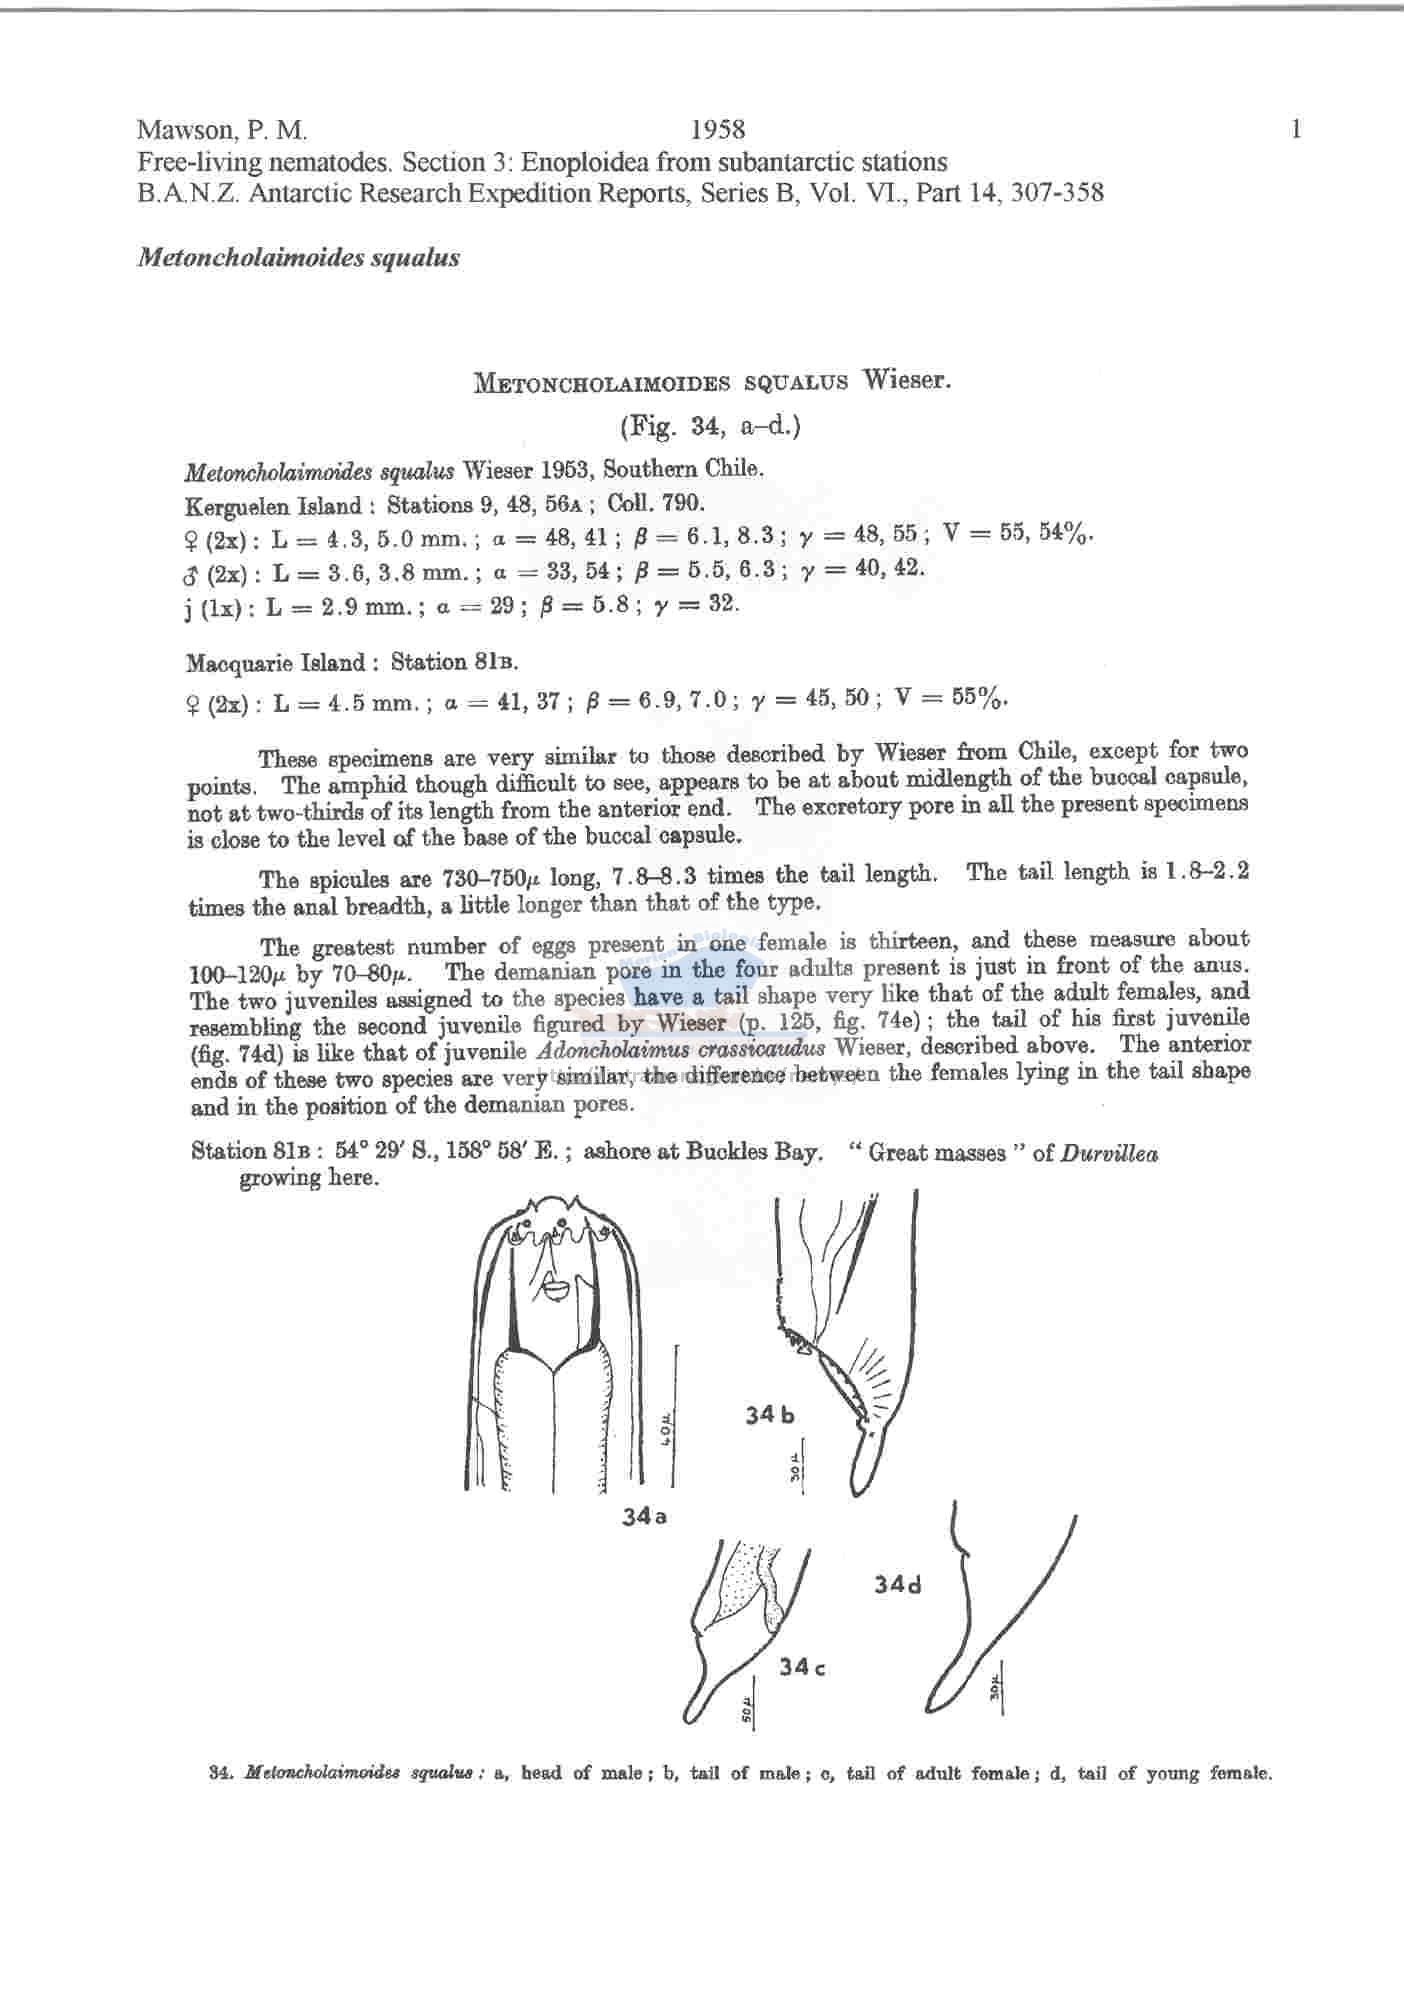 Mawson, P. M. 1958 1
Free-living nematodes. Section 3: Enoploidea from subantarctic stations
B.A.N.Z. Antarctic Research Expedition Reports, Series B, Vol. VI., Part 14, 307-358
Metoncholaimoides squalus
METONCHOLAIMOIDES SQUALUS Wieser.
(Fig. 34, a–d.)
Metoncholaimoides squalus Wieser 1953, Southern Chile.
Kerguelen Island : Stations 9, 48, 56A ; Coll. 790.
♀ (2x) : L = 4.3, 5.0 mm. ; α = 48, 41 ; β = 6.1, 8.3 ; γ = 48, 55 ; V = 55, 54%.
♂ (2x) : L = 3.6, 3.8 mm. ; α = 33, 54 ; β = 5.5, 6.3 ; γ = 40, 42.
j (1x) : L = 2.9 mm. ; α = 29 ; β = 5.8 ; γ = 32.
Macquarie Island : Station 81B.
♀ (2x) : L = 4.5 mm. ; α = 41, 37 ; β = 6.9, 7.0 ; γ = 45, 50 ; V = 55%.
These specimens are very similar to those described by Wieser from Chile, except for two
points. The amphid though difficult to see, appears to be at about midlength of the buccal capsule,
not at two-thirds of its length from the anterior end. The excretory pore in all the present specimens
is close to the level of the base of the buccal capsule.
The spicules are 730–750μ long, 7.8–8.3 times the tail length. The tail length is 1.8–2.2
times the anal breadth, a little longer than that of the type.
The greatest number of eggs present in one female is thirteen, and these measure about
100–120μ by 70–80μ. The demanian pore in the four adults present is just in front of the anus.
The two juveniles assigned to the species have a tail shape very like that of the adult females, and
resembling the second juvenile figured by Wieser (p. 125, fig. 74e) ; the tail of his first juvenile
(fig. 74d) is like that of juvenile Adoncholaimus crassicaudus Wieser, described above. The anterior
ends of these two species are very similar, the difference between the females lying in the tail shape
and in the position of the demanian pores.
Station 81B : 54° 29′ S., 158° 58′ E. ; ashore at Buckles Bay. “ Great masses ” of Durvillea
growing here.
40μ
34a
34b
30μ
34c
50μ
34d
30μ
34. Metoncholaimoides squalus : a, head of male ; b, tail of male ; c, tail of adult female ; d, tail of young female.